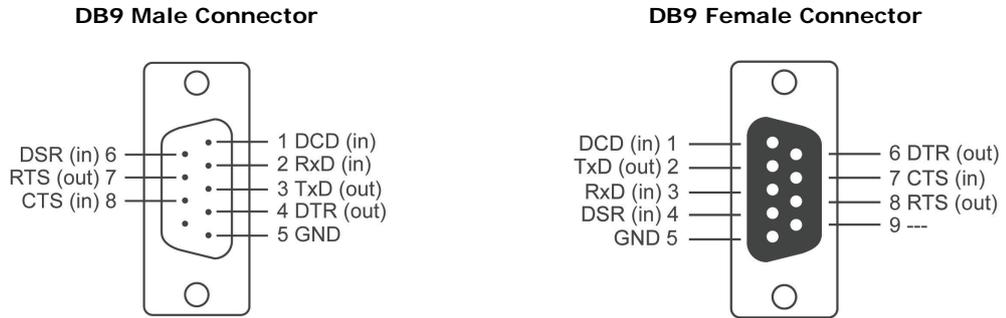 DB9 Male Connector
DSR (in) 6
RTS (out) 7
CTS (in) 8
1 DCD (in)
2 RxD (in)
3 TxD (out)
4 DTR (out)
5 GND
DB9 Female Connector
DCD (in) 1
TxD (out) 2
RxD (in) 3
DSR (in) 4
GND 5
6 DTR (out)
7 CTS (in)
8 RTS (out)
9 ---